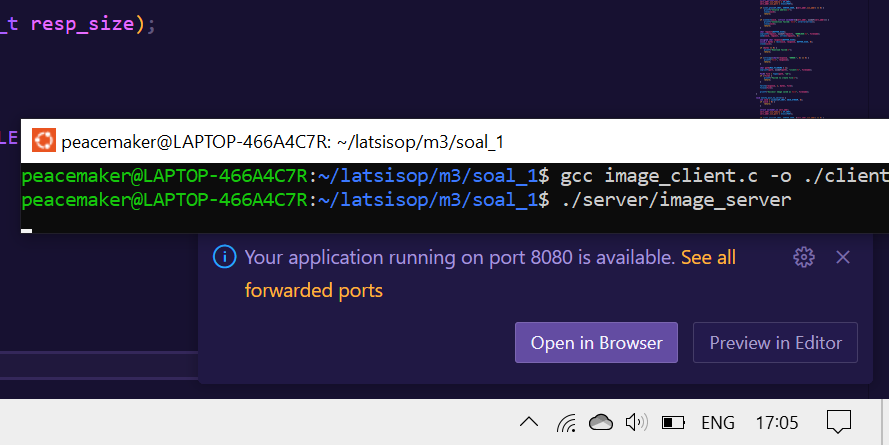 _t resp_size);
LE
peacemaker@LAPTOP-466A4C7R: ~/latsisop/m3/soal_1
peacemaker@LAPTOP-466A4C7R:~/latsisop/m3/soal_1$ gcc image_client.c -o ./client
peacemaker@LAPTOP-466A4C7R:~/latsisop/m3/soal_1$ ./server/image_server
Your application running on port 8080 is available. See all
forwarded ports
Open in Browser
Preview in Editor
ENG
17:05